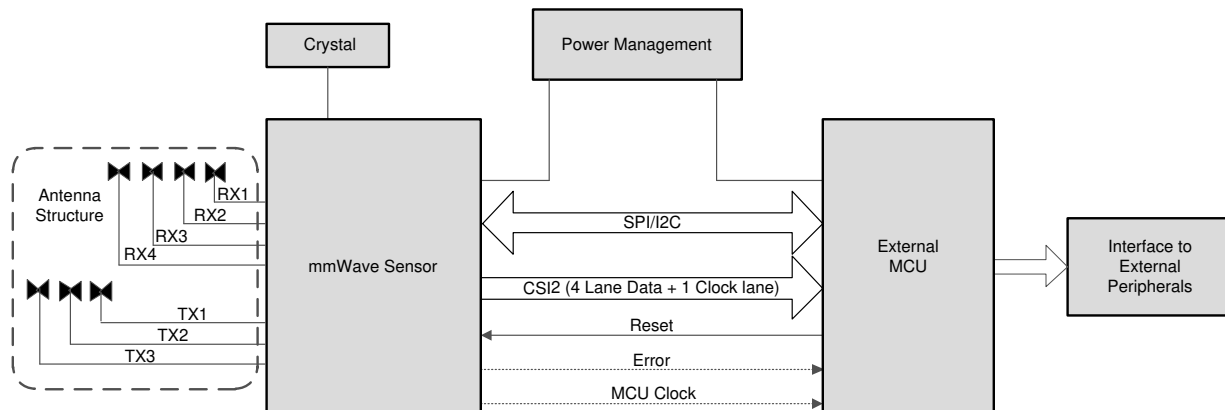 Crystal
Power Management
Antenna
Structure
RX1
RX2
RX3
RX4
TX1
TX2
TX3
mmWave Sensor
SPI/I2C
CSI2 (4 Lane Data + 1 Clock lane)
Reset
Error
MCU Clock
External
MCU
Interface to
External
Peripherals